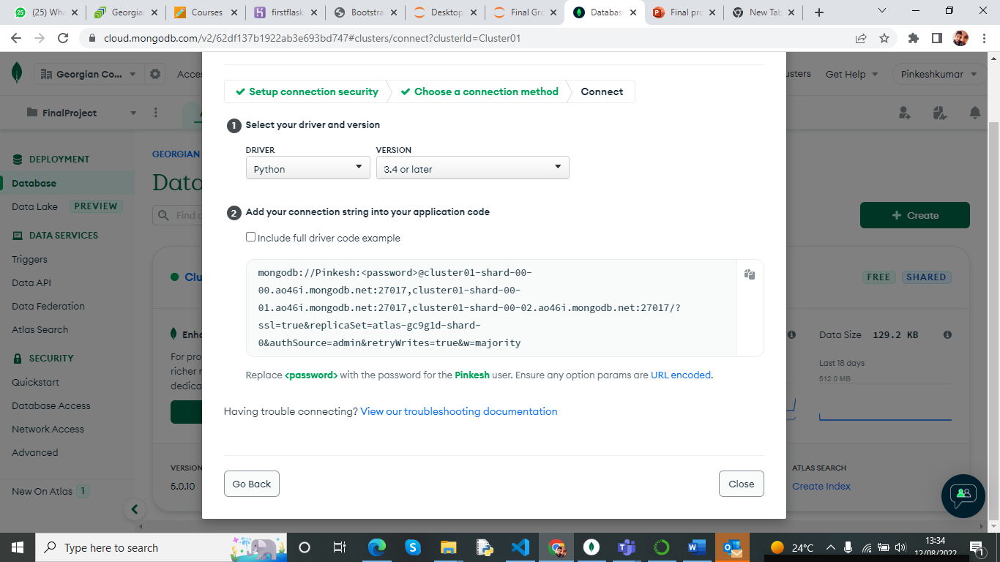 (25) Wha
Georgian
Courses
firstflask
Bootstra
Desktop
Final Gro
Databas
Final pro
New Tab
cloud.mongodb.com/v2/62df137b1922ab3e693bd747#clusters/connect?clusterId=Cluster01
Georgian Co...
Acce
usters
Get Help
Pinkeshkumar
Setup connection security
Choose a connection method
Connect
FinalProject
1 Select your driver and version
DRIVER
VERSION
Python
3.4 or later
DEPLOYMENT
Database
Data Lake PREVIEW
DATA SERVICES
Triggers
Data API
Data Federation
Atlas Search
SECURITY
Quickstart
Database Access
Network Access
Advanced
New On Atlas 1
GEORGIAN
Data
Find c
+ Create
2 Add your connection string into your application code
Include full driver code example
mongodb://Pinkesh:<password>@cluster01-shard-00-
00.ao46i.mongodb.net:27017,cluster01-shard-00-
01.ao46i.mongodb.net:27017,cluster01-shard-00-02.ao46i.mongodb.net:27017/?
ssl=true&replicaSet=atlas-gc9g1d-shard-
0&authSource=admin&retryWrites=true&w=majority
Replace <password> with the password for the Pinkesh user. Ensure any option params are URL encoded.
Having trouble connecting? View our troubleshooting documentation
Go Back
Close
Clu
FREE
SHARED
Enha
For pro
richer r
dedica
Data Size 129.2 KB
Last 18 days
512.0 MB
VERSION
5.0.10
ATLAS SEARCH
Create Index
Type here to search
24°C
13:34
12/08/2022
1